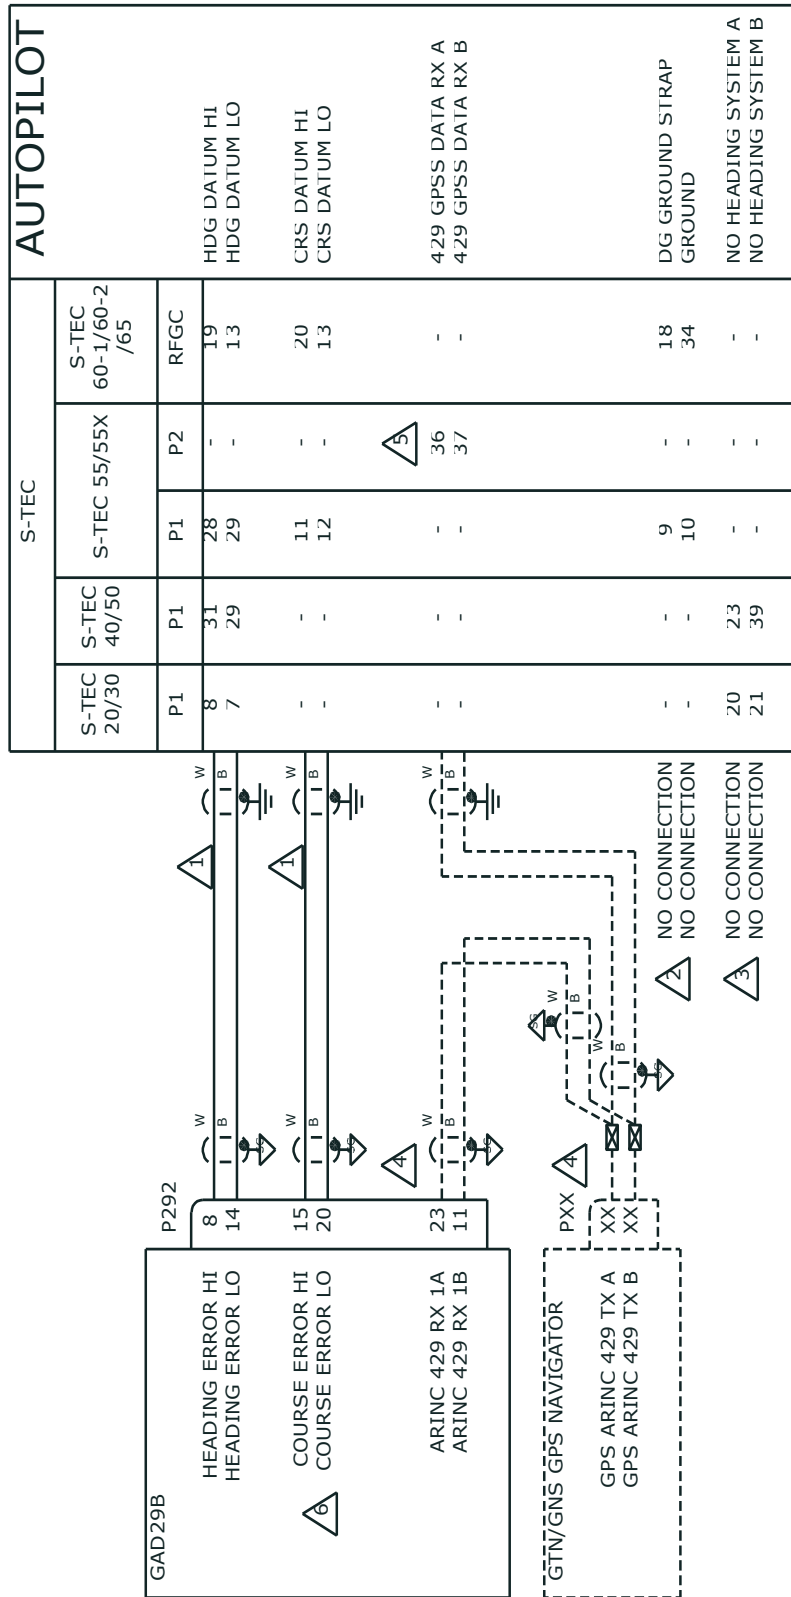 GAD29B
HEADING ERROR HI
HEADING ERROR LO
COURSE ERROR HI
COURSE ERROR LO
6
ARINC 429 RX 1A
ARINC 429 RX 1B
P292
8
14
15
20
23
11
GTN/GNS GPS NAVIGATOR
GPS ARINC 429 TX A
GPS ARINC 429 TX B
PXX
XX
XX
4
4
W
B
SG
W
B
SG
W
B
SG
W
B
SG
W
B
SG
1
1
W
B
W
B
W
B
2
NO CONNECTION
NO CONNECTION
3
NO CONNECTION
NO CONNECTION
S-TEC
AUTOPILOT
S-TEC
20/30
S-TEC
40/50
S-TEC 55/55X
S-TEC
60-1/60-2
/65
P1
P1
P1
P2
RFGC
8 31 28 - 19 HDG DATUM HI
7 29 29 - 13 HDG DATUM LO
- - 11 - 20 CRS DATUM HI
- - 12 - 13 CRS DATUM LO
5
- - - 36 - 429 GPSS DATA RX A
- - - 37 - 429 GPSS DATA RX B
- - 9 - 18 DG GROUND STRAP
- - 10 - 34 GROUND
20 23 - - - NO HEADING SYSTEM A
21 39 - - - NO HEADING SYSTEM B